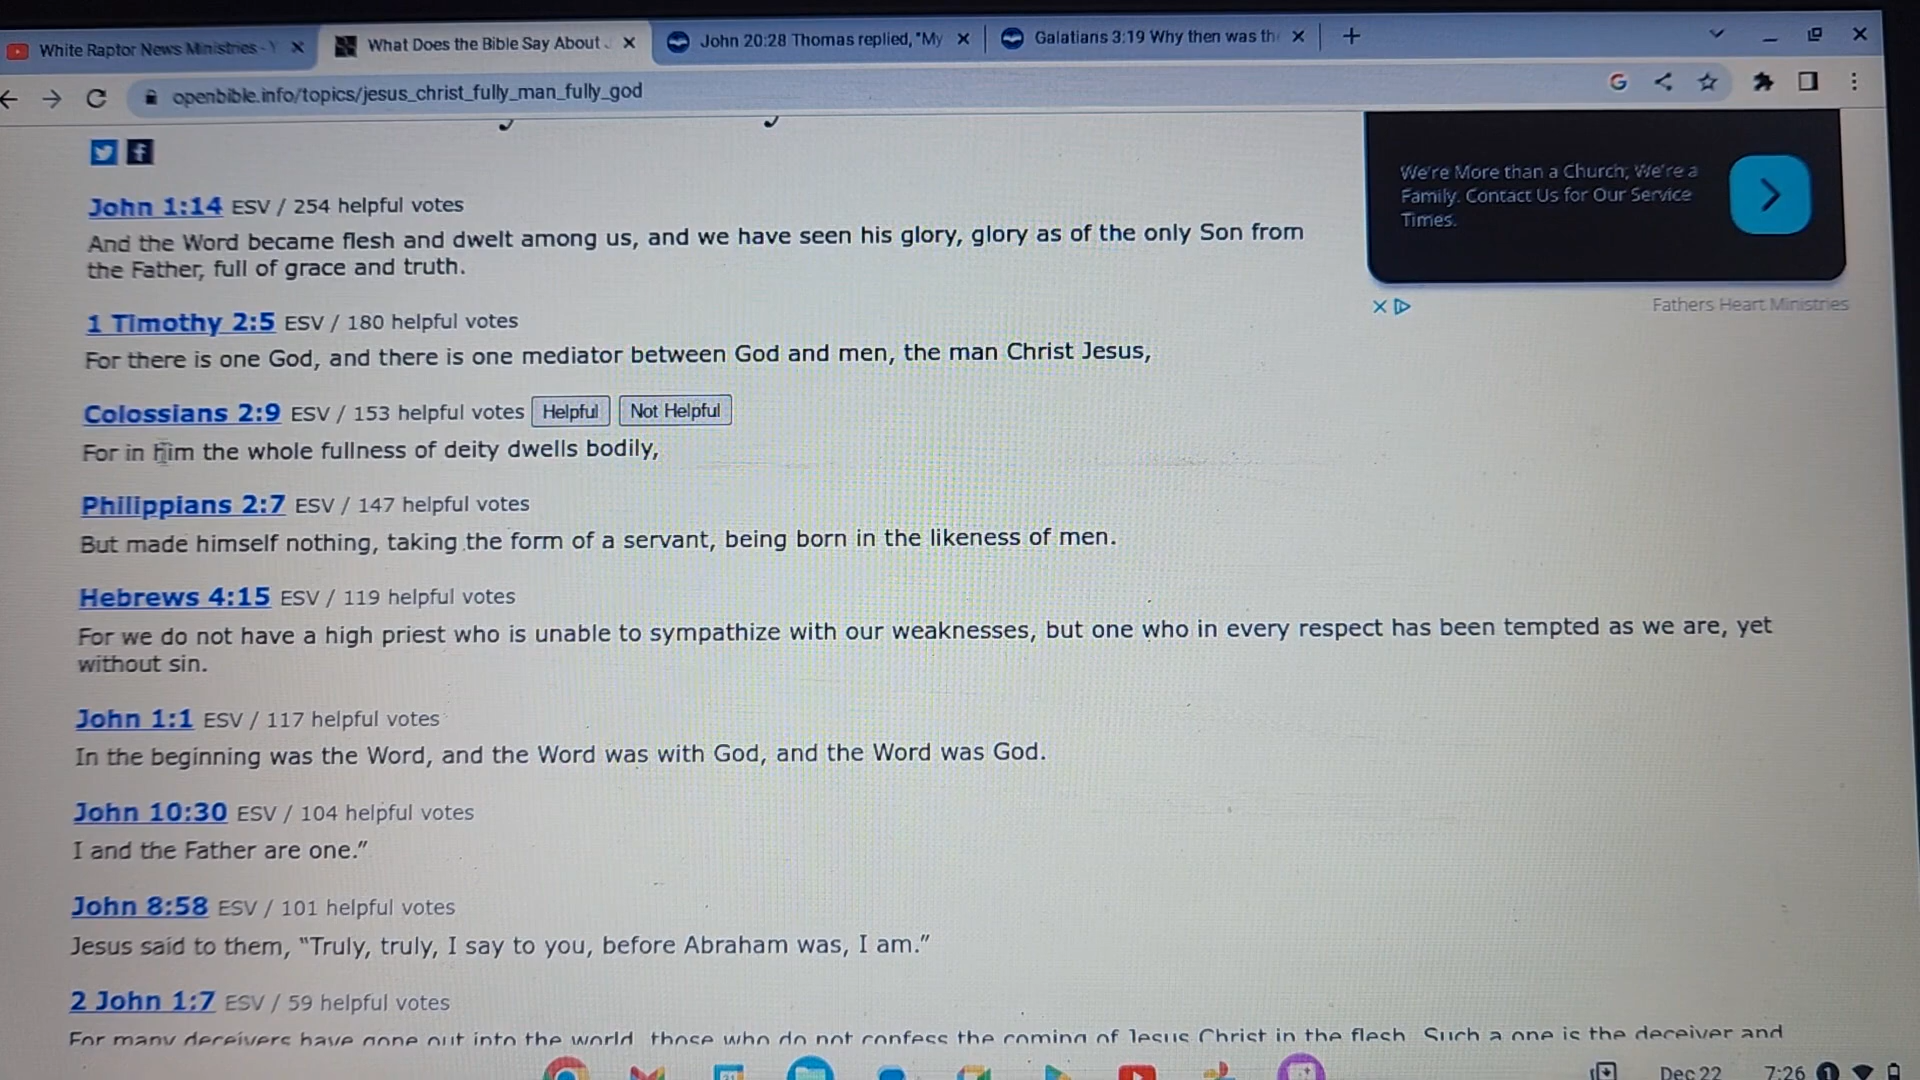 White Raptor News Ministries - Y
What Does the Bible Say About J
John 20:28 Thomas replied, "My
Galatians 3:19 Why then was th
openbible.info/topics/jesus_christ_fully_man_fully_god
We're More than a Church; We're a
Family. Contact Us for Our Service
Times.
Fathers Heart Ministries
John 1:14 ESV / 254 helpful votes
And the Word became flesh and dwelt among us, and we have seen his glory, glory as of the only Son from
the Father, full of grace and truth.
1 Timothy 2:5 ESV / 180 helpful votes
For there is one God, and there is one mediator between God and men, the man Christ Jesus,
Colossians 2:9 ESV / 153 helpful votes Helpful Not Helpful
For in him the whole fullness of deity dwells bodily,
Philippians 2:7 ESV / 147 helpful votes
But made himself nothing, taking the form of a servant, being born in the likeness of men.
Hebrews 4:15 ESV / 119 helpful votes
For we do not have a high priest who is unable to sympathize with our weaknesses, but one who in every respect has been tempted as we are, yet
without sin.
John 1:1 ESV / 117 helpful votes
In the beginning was the Word, and the Word was with God, and the Word was God.
John 10:30 ESV / 104 helpful votes
I and the Father are one."
John 8:58 ESV / 101 helpful votes
Jesus said to them, "Truly, truly, I say to you, before Abraham was, I am."
2 John 1:7 ESV / 59 helpful votes
For many deceivers have gone out into the world, those who do not confess the coming of Jesus Christ in the flesh. Such a one is the deceiver and
Dec 22 7:26 1